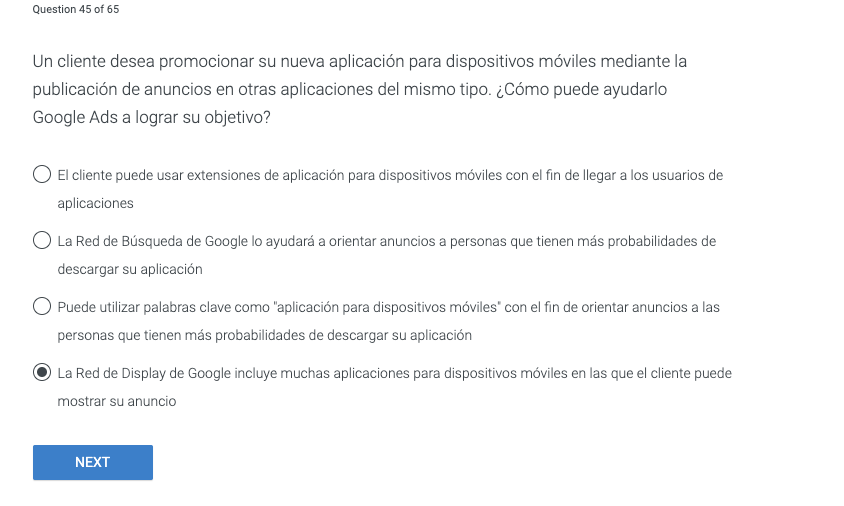 Question 45 of 65
Un cliente desea promocionar su nueva aplicación para dispositivos móviles mediante la
publicación de anuncios en otras aplicaciones del mismo tipo. ¿Cómo puede ayudarlo
Google Ads a lograr su objetivo?
El cliente puede usar extensiones de aplicación para dispositivos móviles con el fin de llegar a los usuarios de
aplicaciones
La Red de Búsqueda de Google lo ayudará a orientar anuncios a personas que tienen más probabilidades de
descargar su aplicación
Puede utilizar palabras clave como "aplicación para dispositivos móviles" con el fin de orientar anuncios a las
personas que tienen más probabilidades de descargar su aplicación
La Red de Display de Google incluye muchas aplicaciones para dispositivos móviles en las que el cliente puede
mostrar su anuncio
NEXT